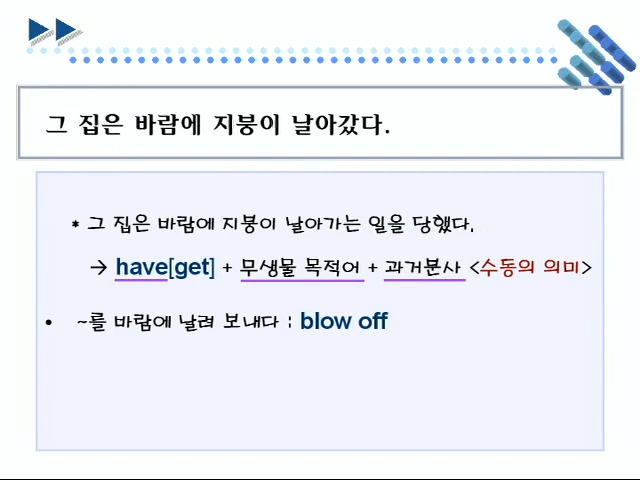 그 집은 바람에 지붕이 날아갔다.
* 그 집은 바람에 지붕이 날아가는 일을 당했다.
→ have[get] + 무생물 목적어 + 과거분사 <수동의 의미>
• ~를 바람에 날려 보내다 : blow off